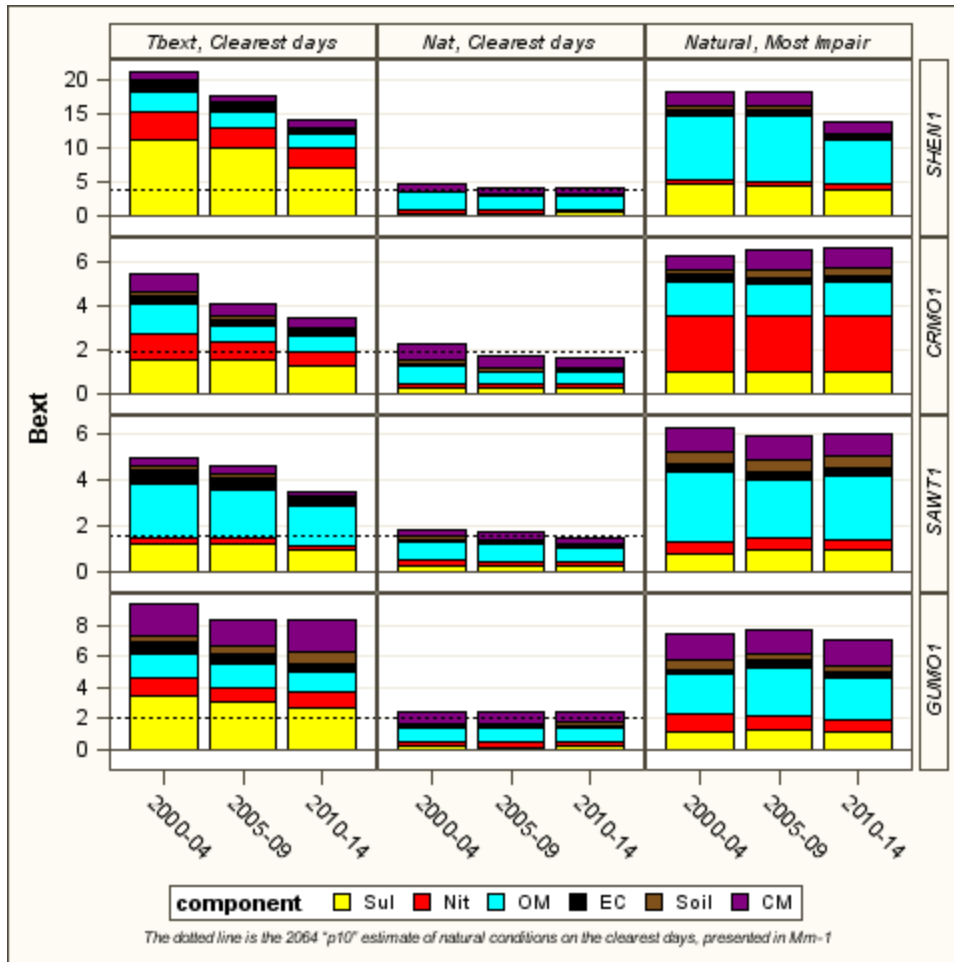 Tbext, Clearest days
Nat, Clearest days
Natural, Most Impair
20
15
10
5
0
SHEN1
6
4
2
0
CRMO1
Bext
6
4
2
0
SAWT1
8
6
4
2
0
GUMO1
2000-04
2005-09
2010-14
2000-04
2005-09
2010-14
2000-04
2005-09
2010-14
component Sul Nit OM EC Soil CM
The dotted line is the 2064 "p10" estimate of natural conditions on the clearest days, presented in Mm-1